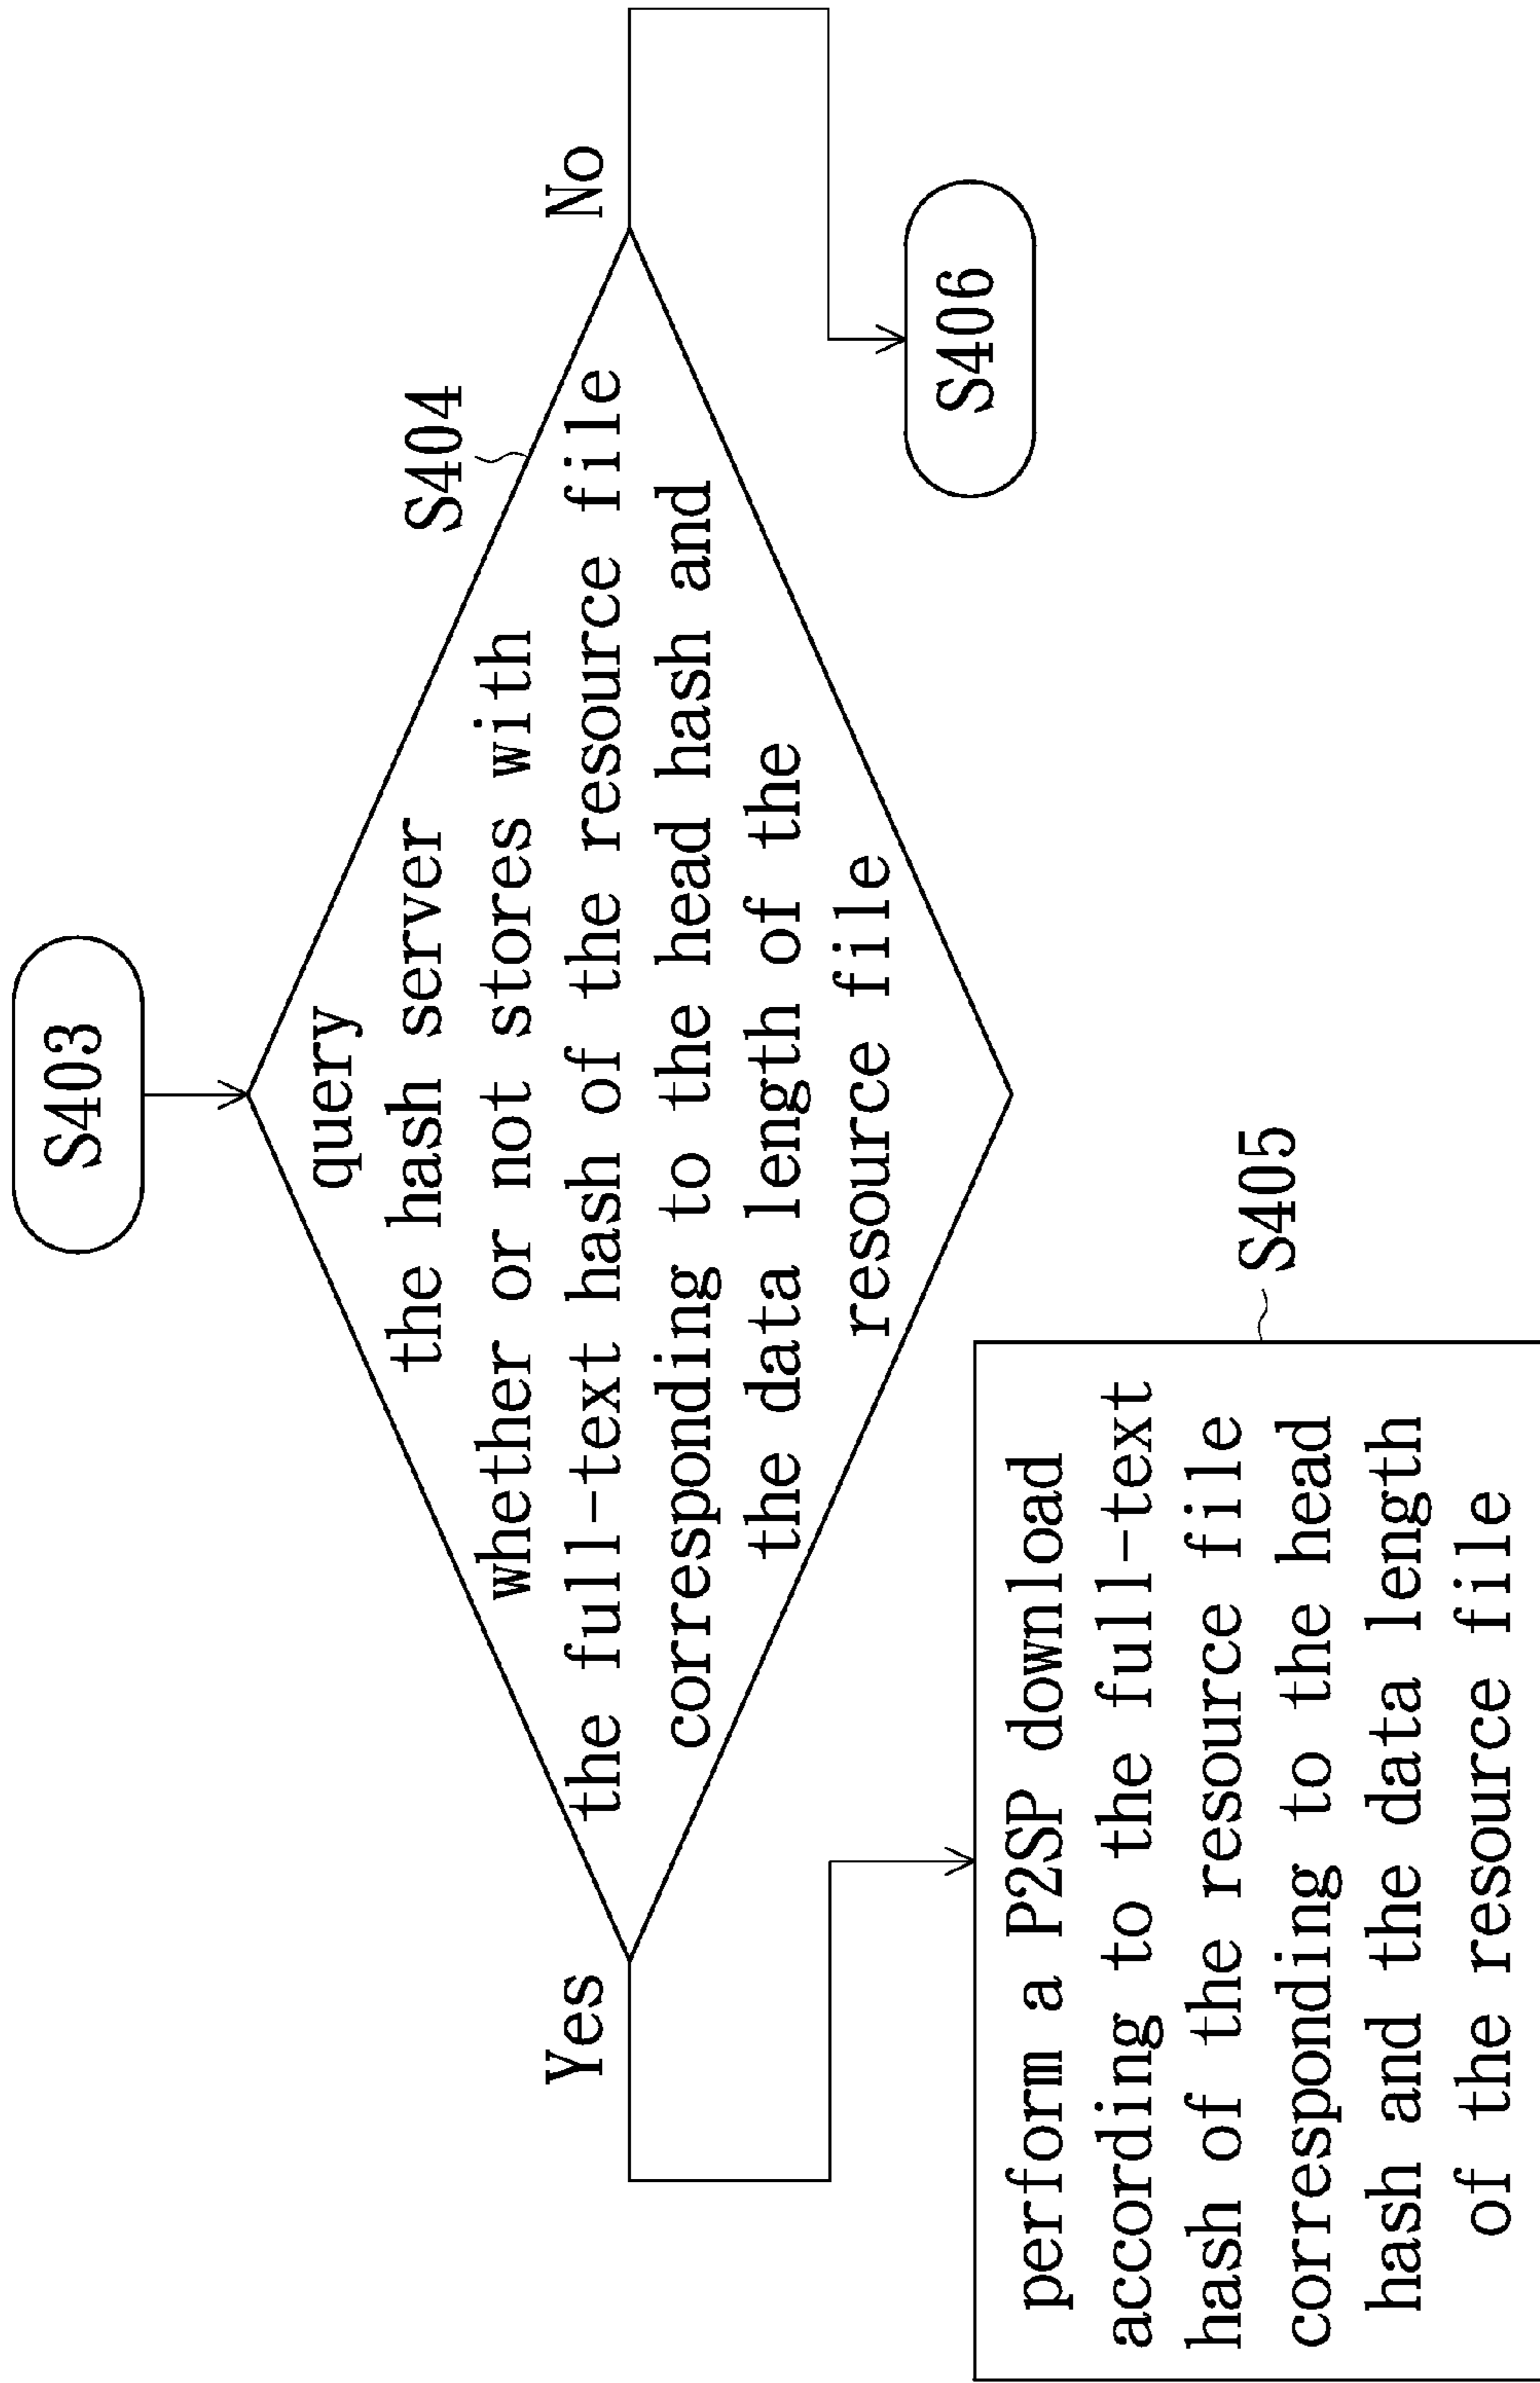 S403
S404
query
the hash server
whether or not stores with
the full-text hash of the resource file
corresponding to the head hash and
the data length of the
resource file
Yes
No
S405
perform a P2SP download
according to the full-text
hash of the resource file
corresponding to the head
hash and the data length
of the resource file
S406